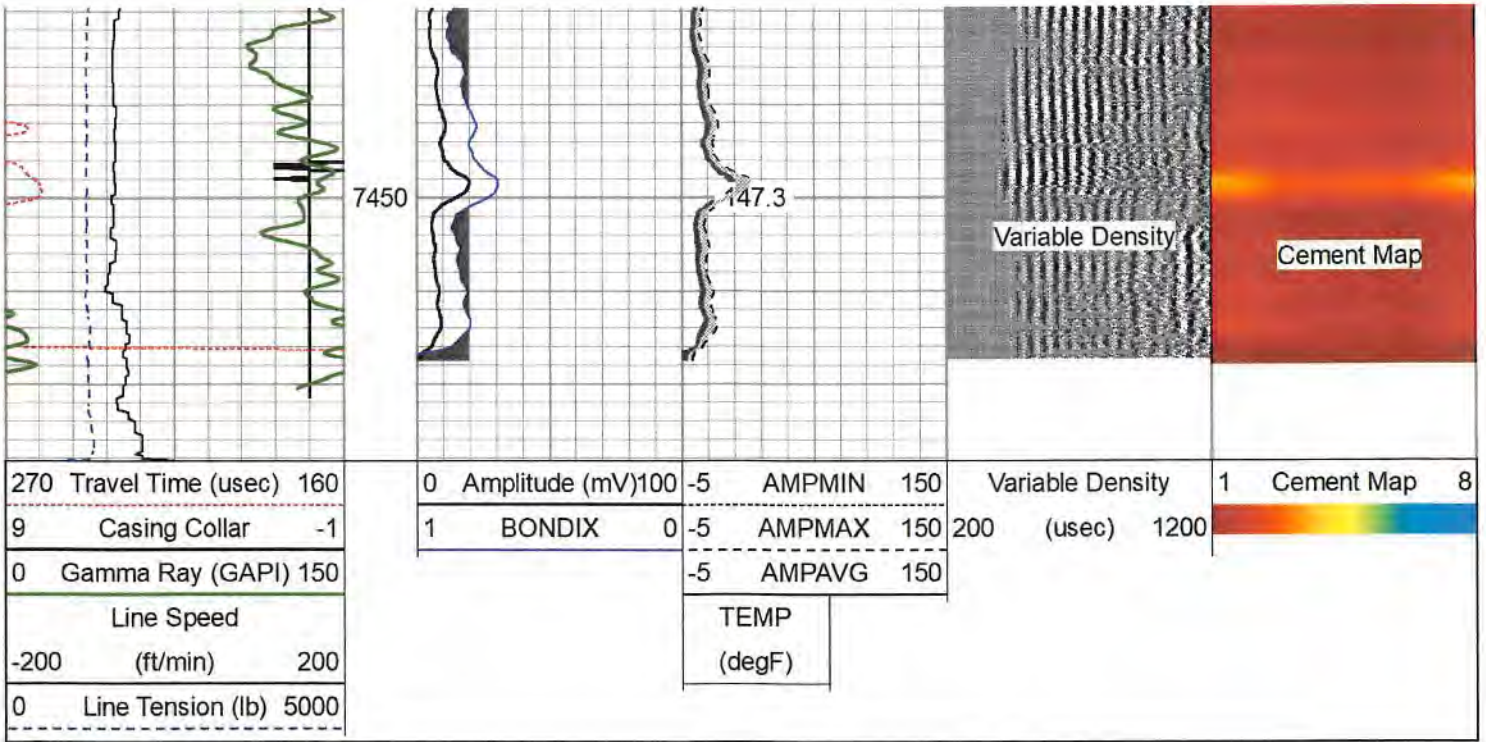 7450
147.3
Variable Density
Cement Map
270 Travel Time (usec) 160
9 Casing Collar -1
0 Gamma Ray (GAPI) 150
Line Speed
-200 (ft/min) 200
0 Line Tension (lb) 5000
0 Amplitude (mV)100
1 BONDIX 0
-5 AMPMIN 150
-5 AMPMAX 150
-5 AMPAVG 150
TEMP
(degF)
Variable Density
200 (usec) 1200
1 Cement Map 8